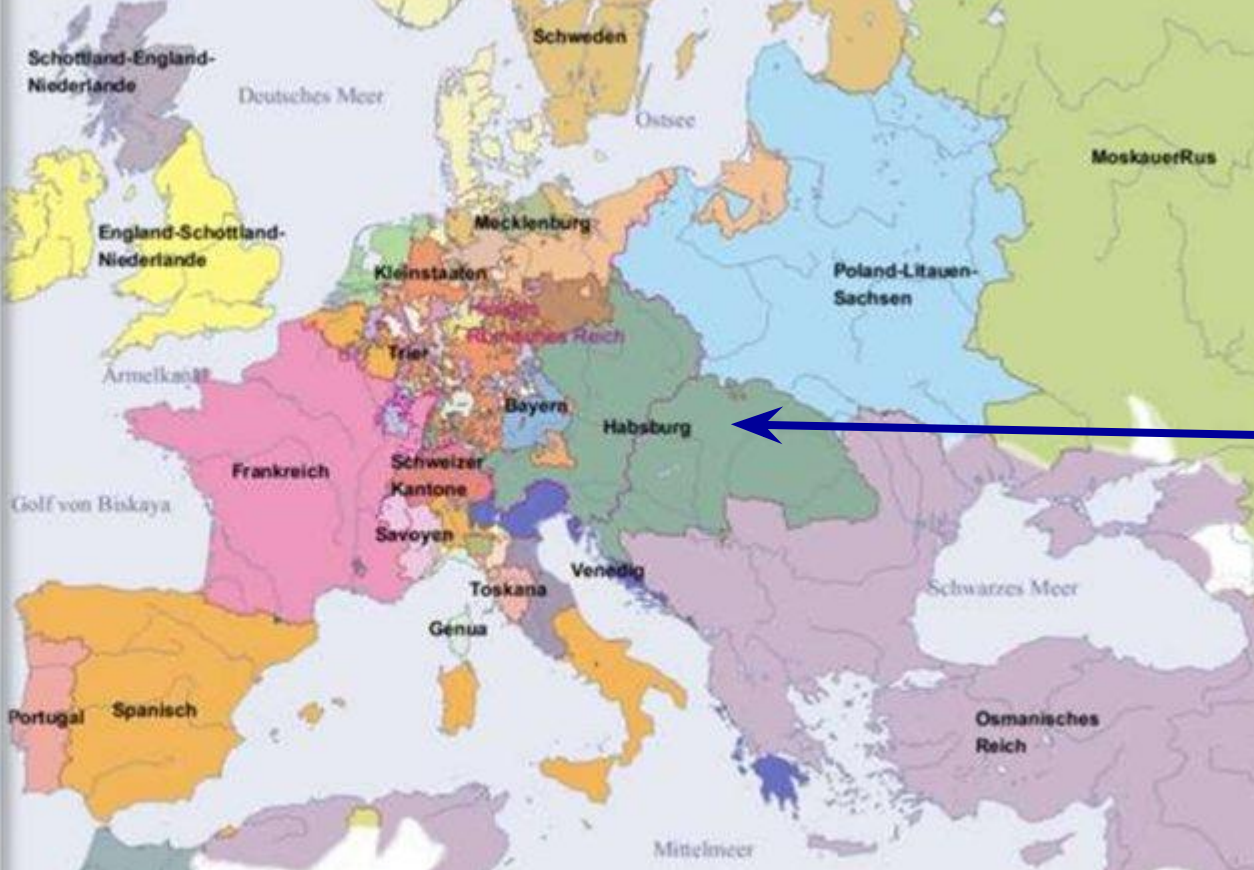 Schweden
Schottland-England-
Niederlande
Deutsches Meer
Ostsee
MoskauerRus
England-Schottland-
Niederlande
Mecklenburg
Kleinstaaten
Poland-Litauen-
Sachsen
Römisches Reich
Trier
Ärmelkanal
Bayern
Habsburg
Schweizer
Kantone
Frankreich
Golf von Biskaya
Savoyen
Venedig
Toskana
Schwarzes Meer
Genua
Portugal
Spanisch
Osmanisches
Reich
Mittelmeer